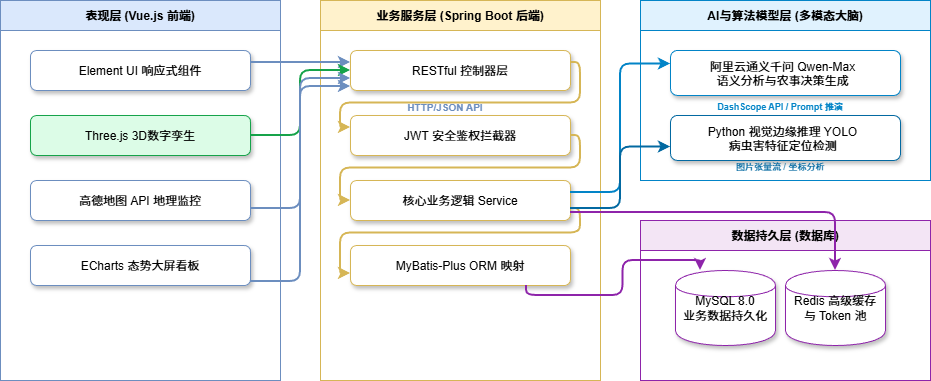 表现层 (Vue.js 前端)
Element UI 响应式组件
Three.js 3D数字孪生
高德地图 API 地理监控
ECharts 态势大屏看板
业务服务层 (Spring Boot 后端)
RESTful 控制器层
HTTP/JSON API
JWT 安全鉴权拦截器
核心业务逻辑 Service
MyBatis-Plus ORM 映射
AI与算法模型层 (多模态大脑)
阿里云通义千问 Qwen-Max
语义分析与农事决策生成
DashScope API / Prompt 推演
Python 视觉边缘推理 YOLO
病虫害特征定位检测
图片张量流 / 坐标分析
数据持久层 (数据库)
MySQL 8.0
业务数据持久化
Redis 高级缓存
与 Token 池